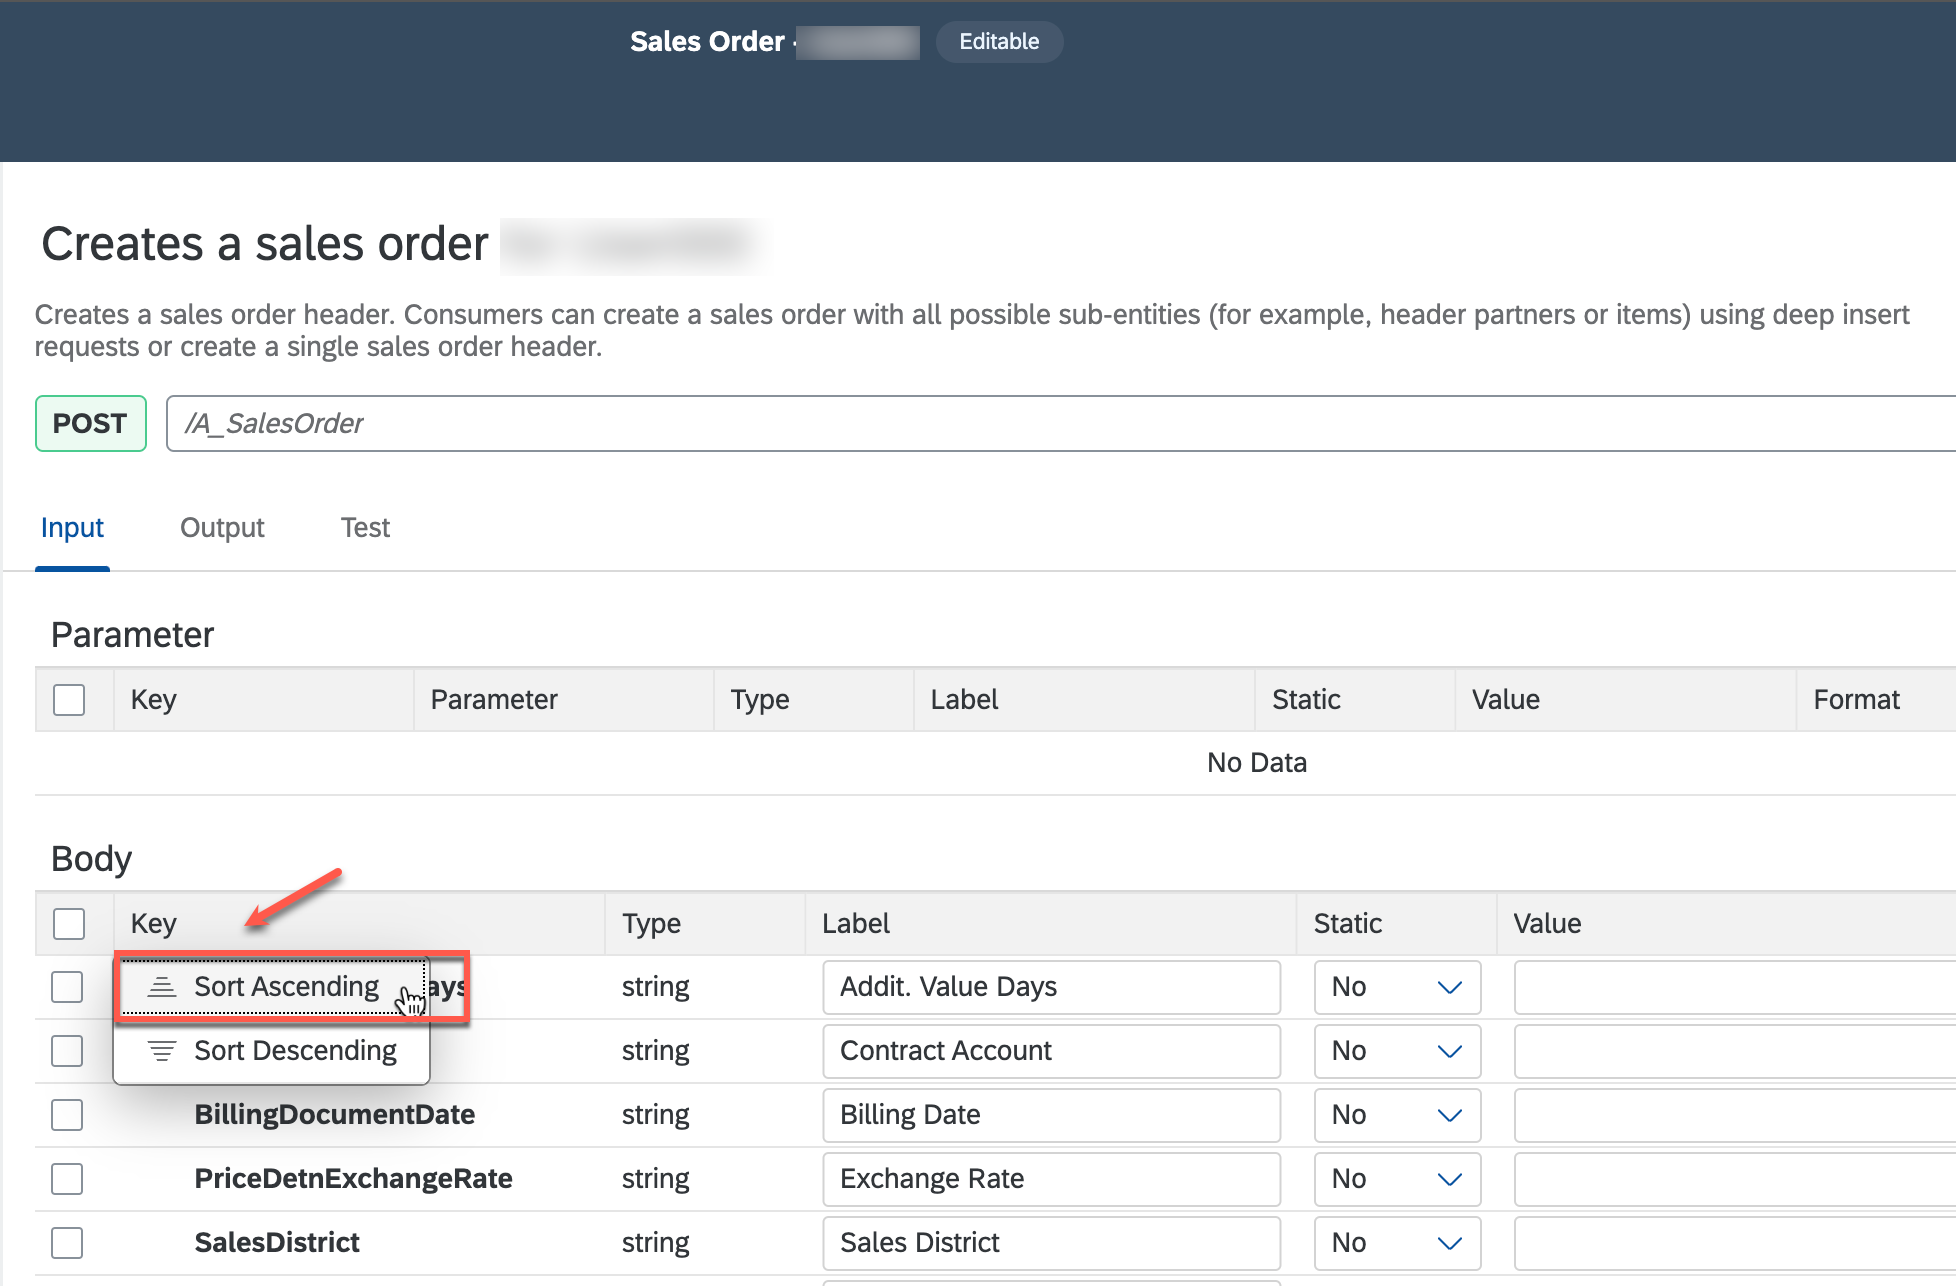 Sales Order -
Editable
Creates a sales order
Creates a sales order header. Consumers can create a sales order with all possible sub-entities (for example, header partners or items) using deep insert
requests or create a single sales order header.
POST /A_SalesOrder
Input Output Test
Parameter
Key Parameter Type Label Static Value Format
No Data
Body
Key Type Label Static Value
Sort Ascending ays string Addit. Value Days No
Sort Descending string Contract Account No
BillingDocumentDate string Billing Date No
PriceDetnExchangeRate string Exchange Rate No
SalesDistrict string Sales District No